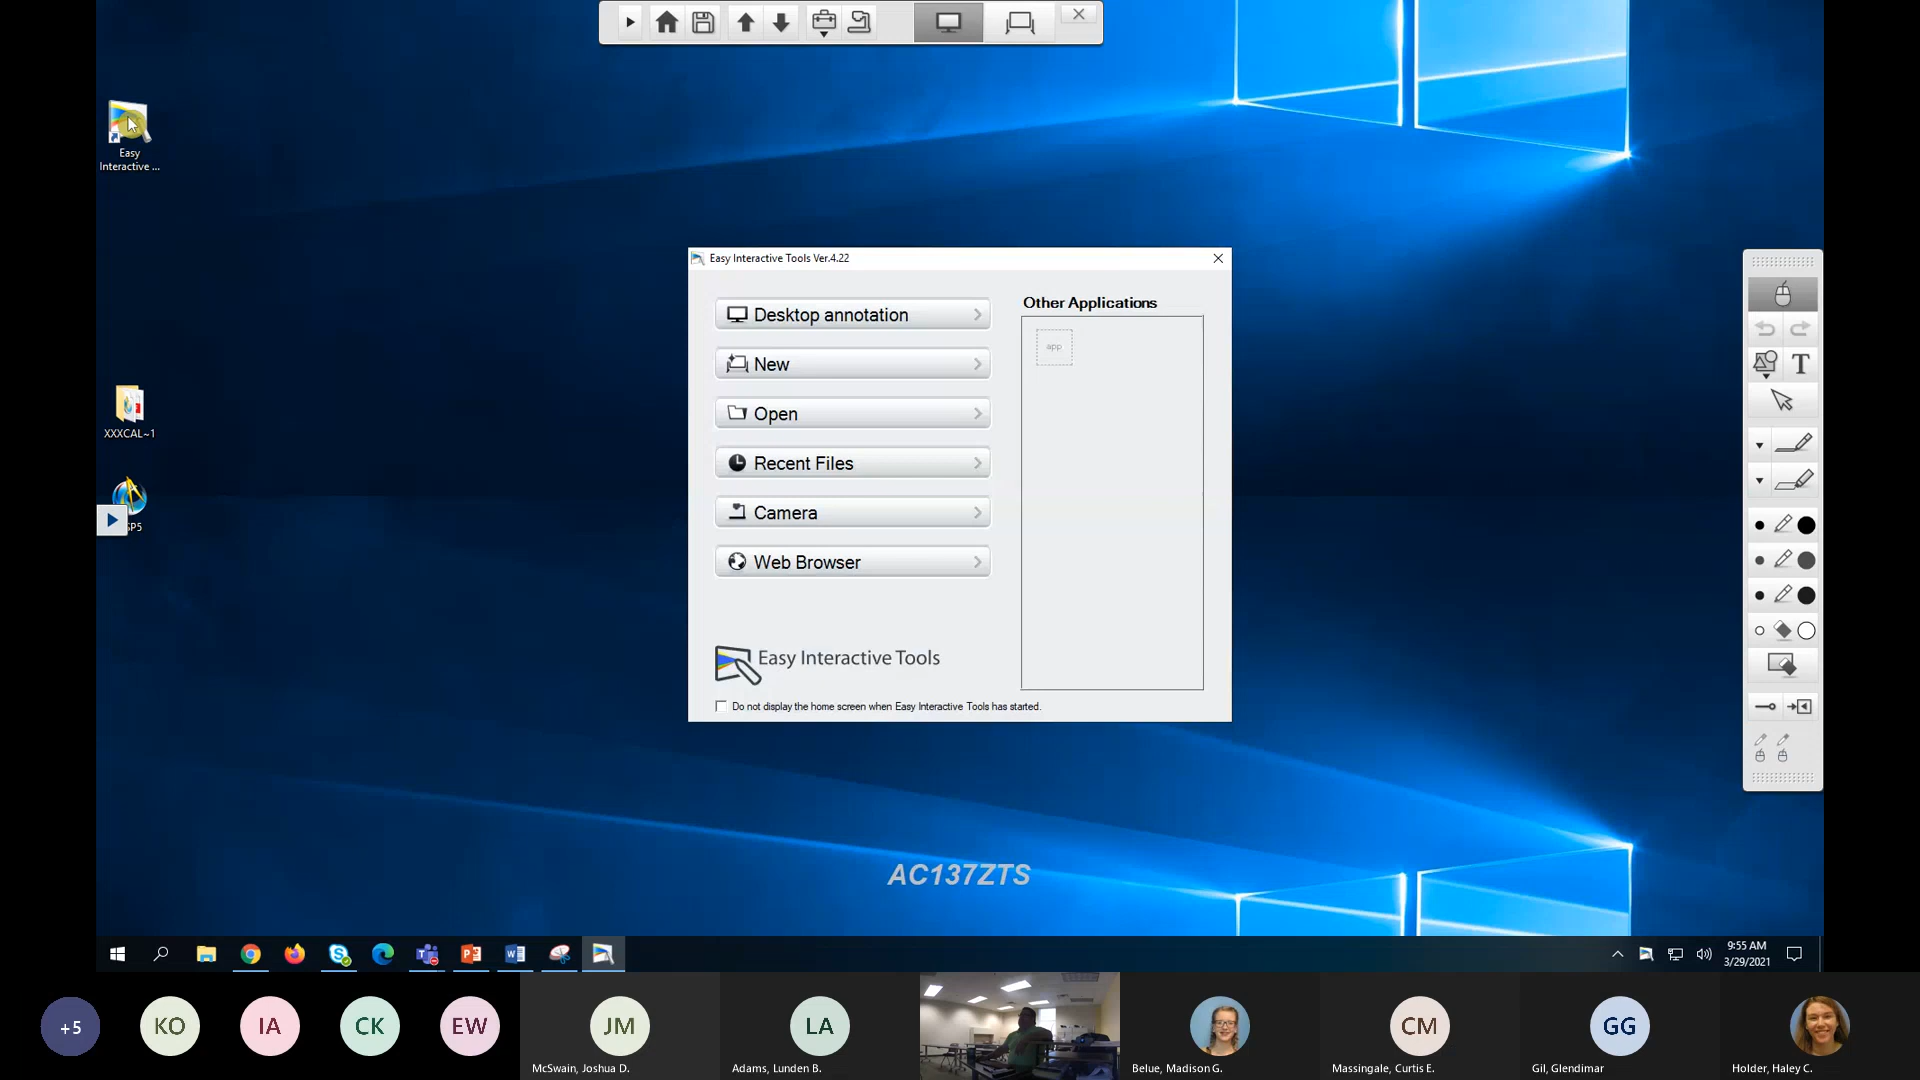 Easy
Interactive ...
XXXCAL~1
SP5
Easy Interactive Tools Ver.4.22
Desktop annotation
New
Open
Recent Files
Camera
Web Browser
Other Applications
app
Easy Interactive Tools
Do not display the home screen when Easy Interactive Tools has started.
T
AC137ZTS
9:55 AM
3/29/2021
+5
KO
IA
CK
EW
JM
McSwain, Joshua D.
LA
Adams, Lunden B.
Belue, Madison G.
CM
Massingale, Curtis E.
GG
Gil, Glendimar
Holder, Haley C.